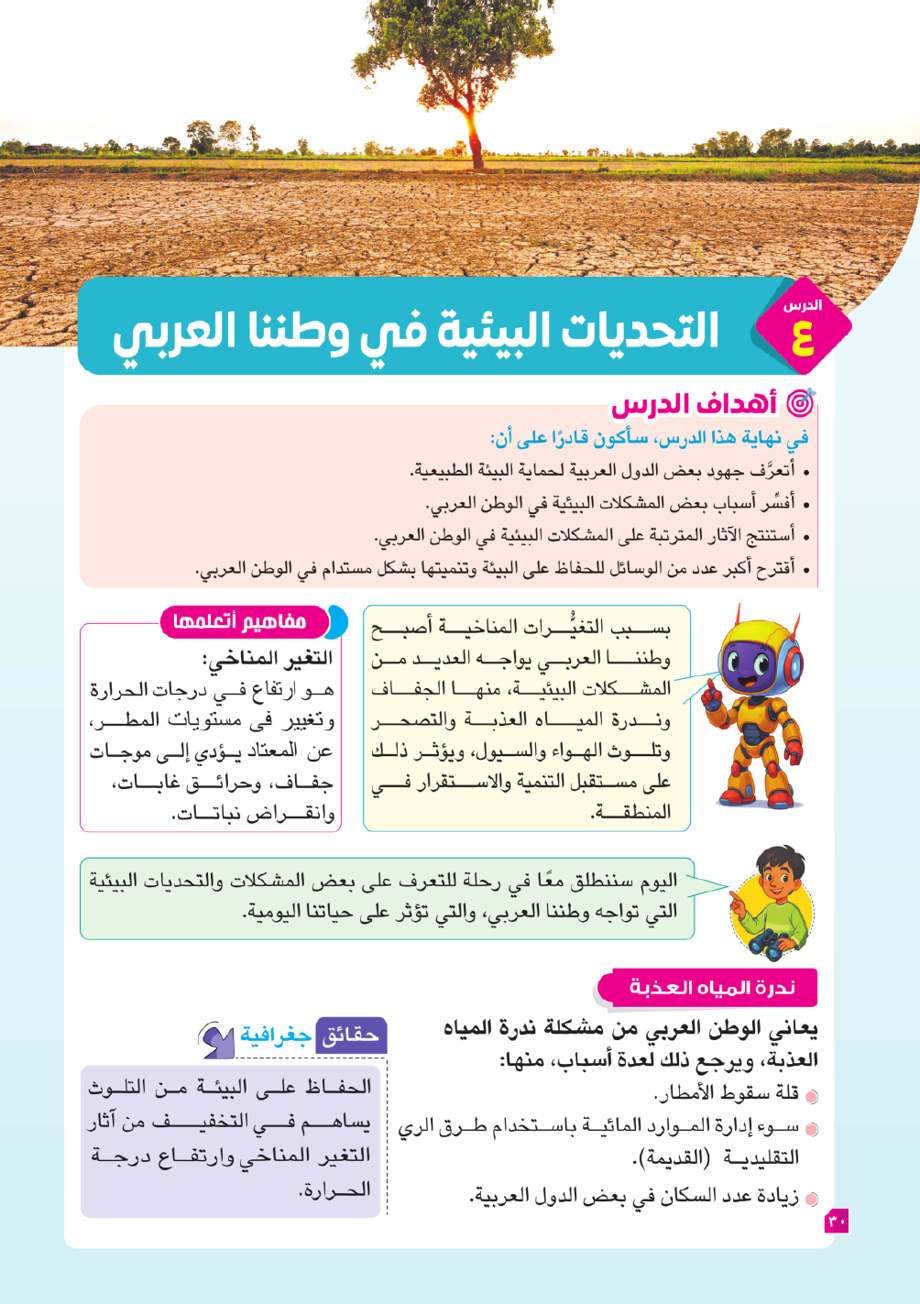 الدرس
٤
التحديات البيئية في وطننا العربي
أهداف الدرس
في نهاية هذا الدرس، سأكون قادرًا على أن:
• أتعرَّف جهود بعض الدول العربية لحماية البيئة الطبيعية.
• أفسِّر أسباب بعض المشكلات البيئية في الوطن العربي.
• أستنتج الآثار المترتبة على المشكلات البيئية في الوطن العربي.
• أقترح أكبر عدد من الوسائل للحفاظ على البيئة وتنميتها بشكل مستدام في الوطن العربي.
بسبب التغيُّرات المناخية أصبح
وطننا العربي يواجه العديد من
المشكلات البيئية، منها الجفاف
وندرة المياه العذبة والتصحر
وتلوث الهواء والسيول، ويؤثر ذلك
على مستقبل التنمية والاستقرار في
المنطقة.
مفاهيم أتعلمها
التغير المناخي:
هو ارتفاع في درجات الحرارة
وتغيير فى مستويات المطر،
عن المعتاد يؤدي إلى موجات
جفاف، وحرائق غابات،
وانقراض نباتات.
اليوم سننطلق معًا في رحلة للتعرف على بعض المشكلات والتحديات البيئية
التي تواجه وطننا العربي، والتي تؤثر على حياتنا اليومية.
ندرة المياه العذبة
يعاني الوطن العربي من مشكلة ندرة المياه
العذبة، ويرجع ذلك لعدة أسباب، منها:
قلة سقوط الأمطار.
سوء إدارة الموارد المائية باستخدام طرق الري
التقليدية (القديمة).
زيادة عدد السكان في بعض الدول العربية.
حقائق جغرافية
الحفاظ على البيئة من التلوث
يساهم في التخفيف من آثار
التغير المناخي وارتفاع درجة
الحرارة.
٣٠